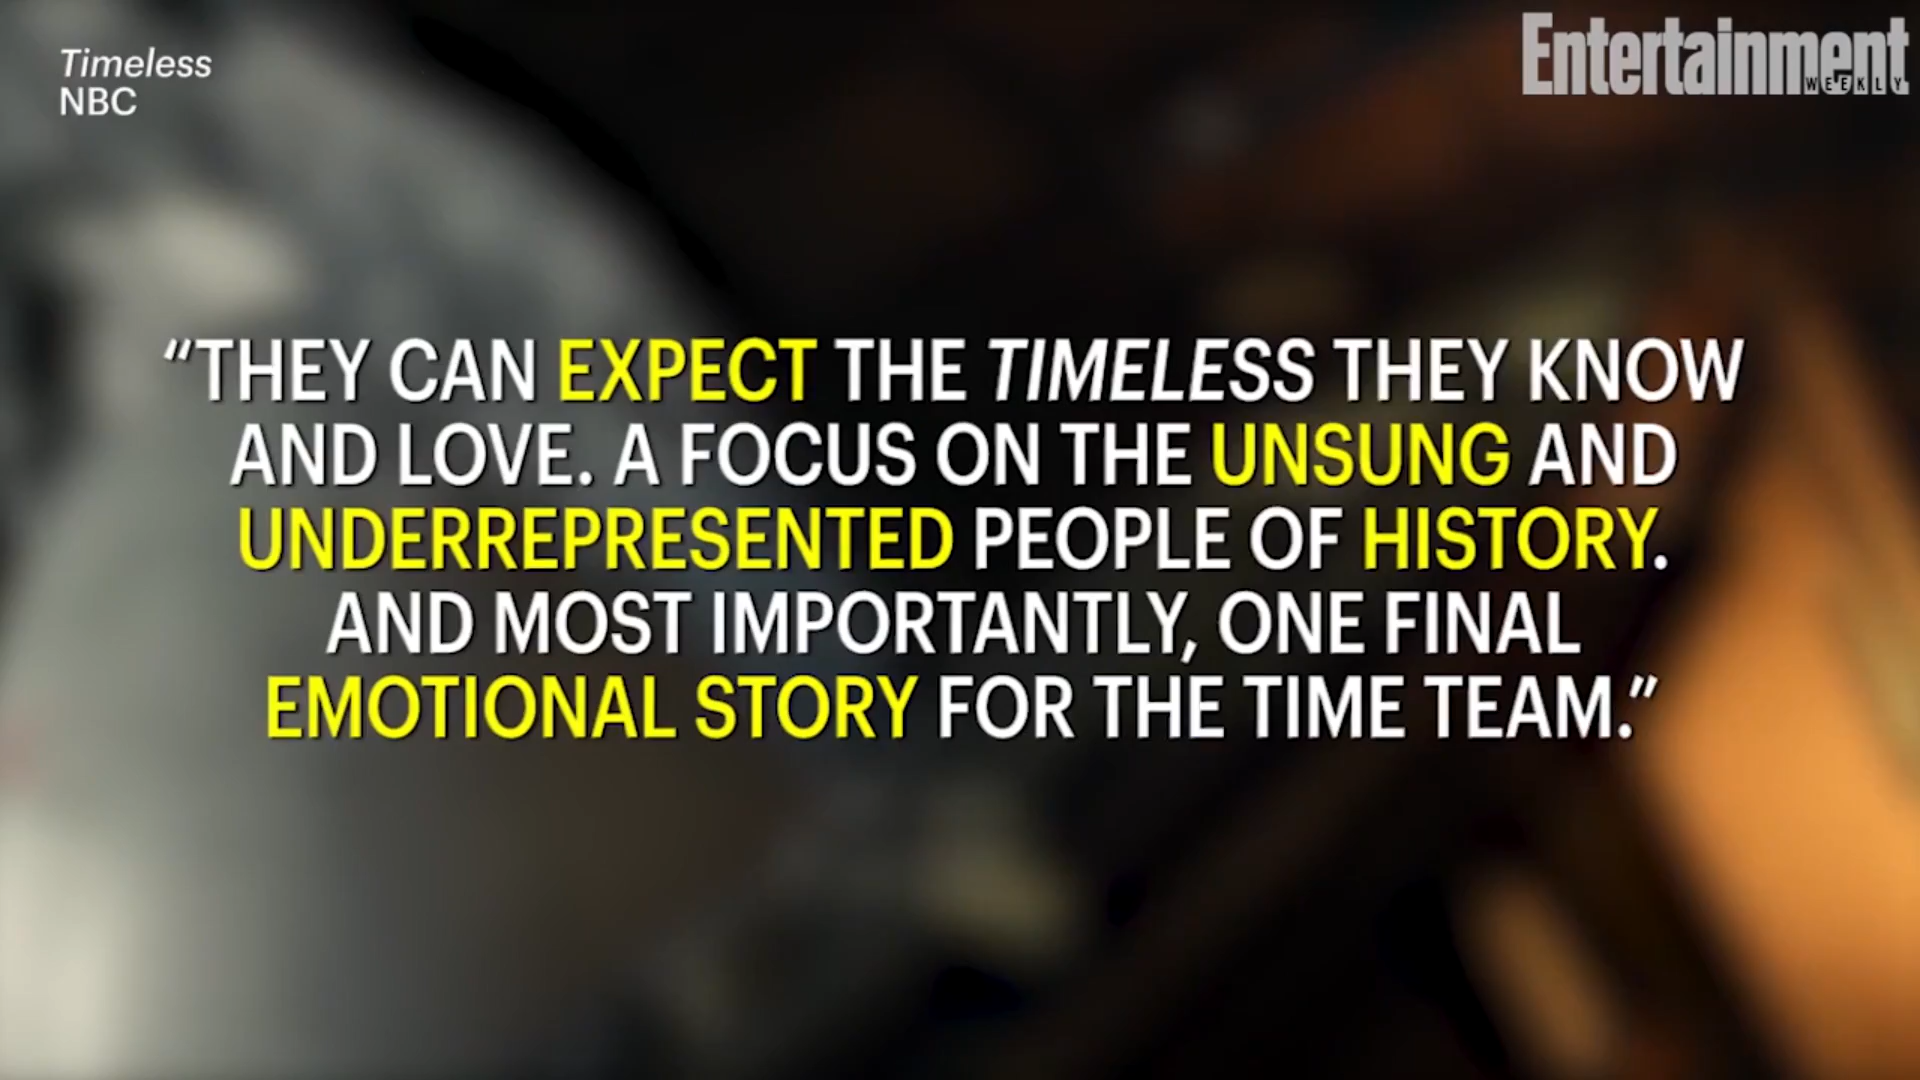 Timeless
NBC
Entertainment
WEEKLY
“THEY CAN EXPECT THE TIMELESS THEY KNOW
AND LOVE. A FOCUS ON THE UNSUNG AND
UNDERREPRESENTED PEOPLE OF HISTORY.
AND MOST IMPORTANTLY, ONE FINAL
EMOTIONAL STORY FOR THE TIME TEAM.”